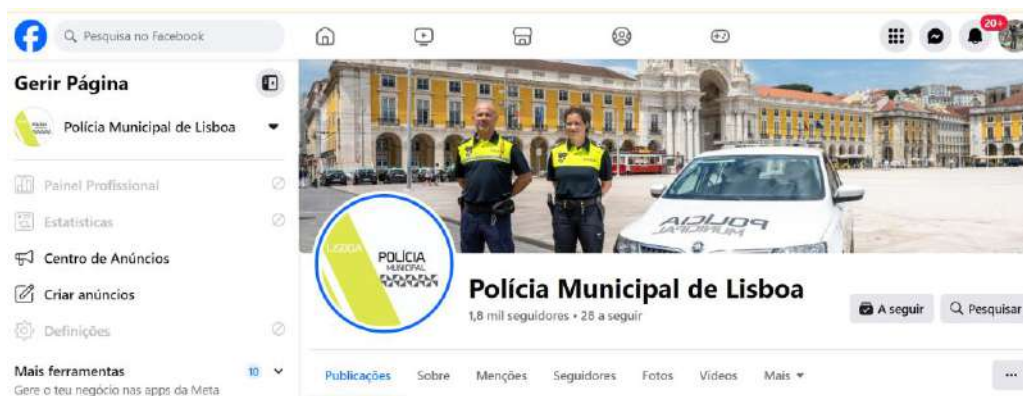 Pesquisa no Facebook
20+
Gerir Página
Polícia Municipal de Lisboa
Painel Profissional
Estatísticas
Centro de Anúncios
Criar anúncios
Definições
Mais ferramentas 10
Gere o teu negócio nas apps da Meta
POLÍCIA
MUNICIPAL
LISBOA
POLÍCIA
MUNICIPAL
Polícia Municipal de Lisboa
1,8 mil seguidores • 28 a seguir
A seguir
Pesquisar
Publicações Sobre Menções Seguidores Fotos Vídeos Mais